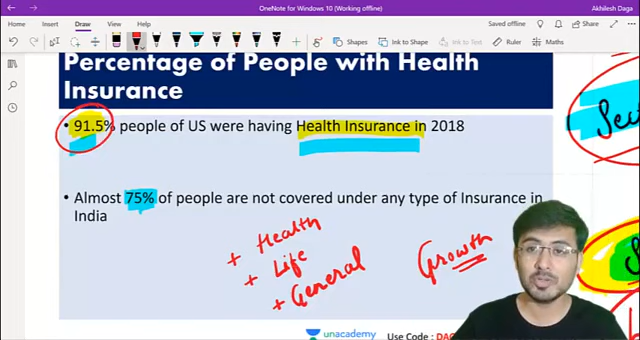 OneNote for Windows 10 (Working offline)
Akhilesh Daga
Home Insert Draw View Help
Saved offline
Shapes Ink to Shape Ink to Text Ruler Maths
Percentage of People with Health
Insurance
• 91.5% people of US were having Health Insurance in 2018
• Almost 75% of people are not covered under any type of Insurance in
India
+ Health
+ Life
+ General
Growth
unacademy Use Code :